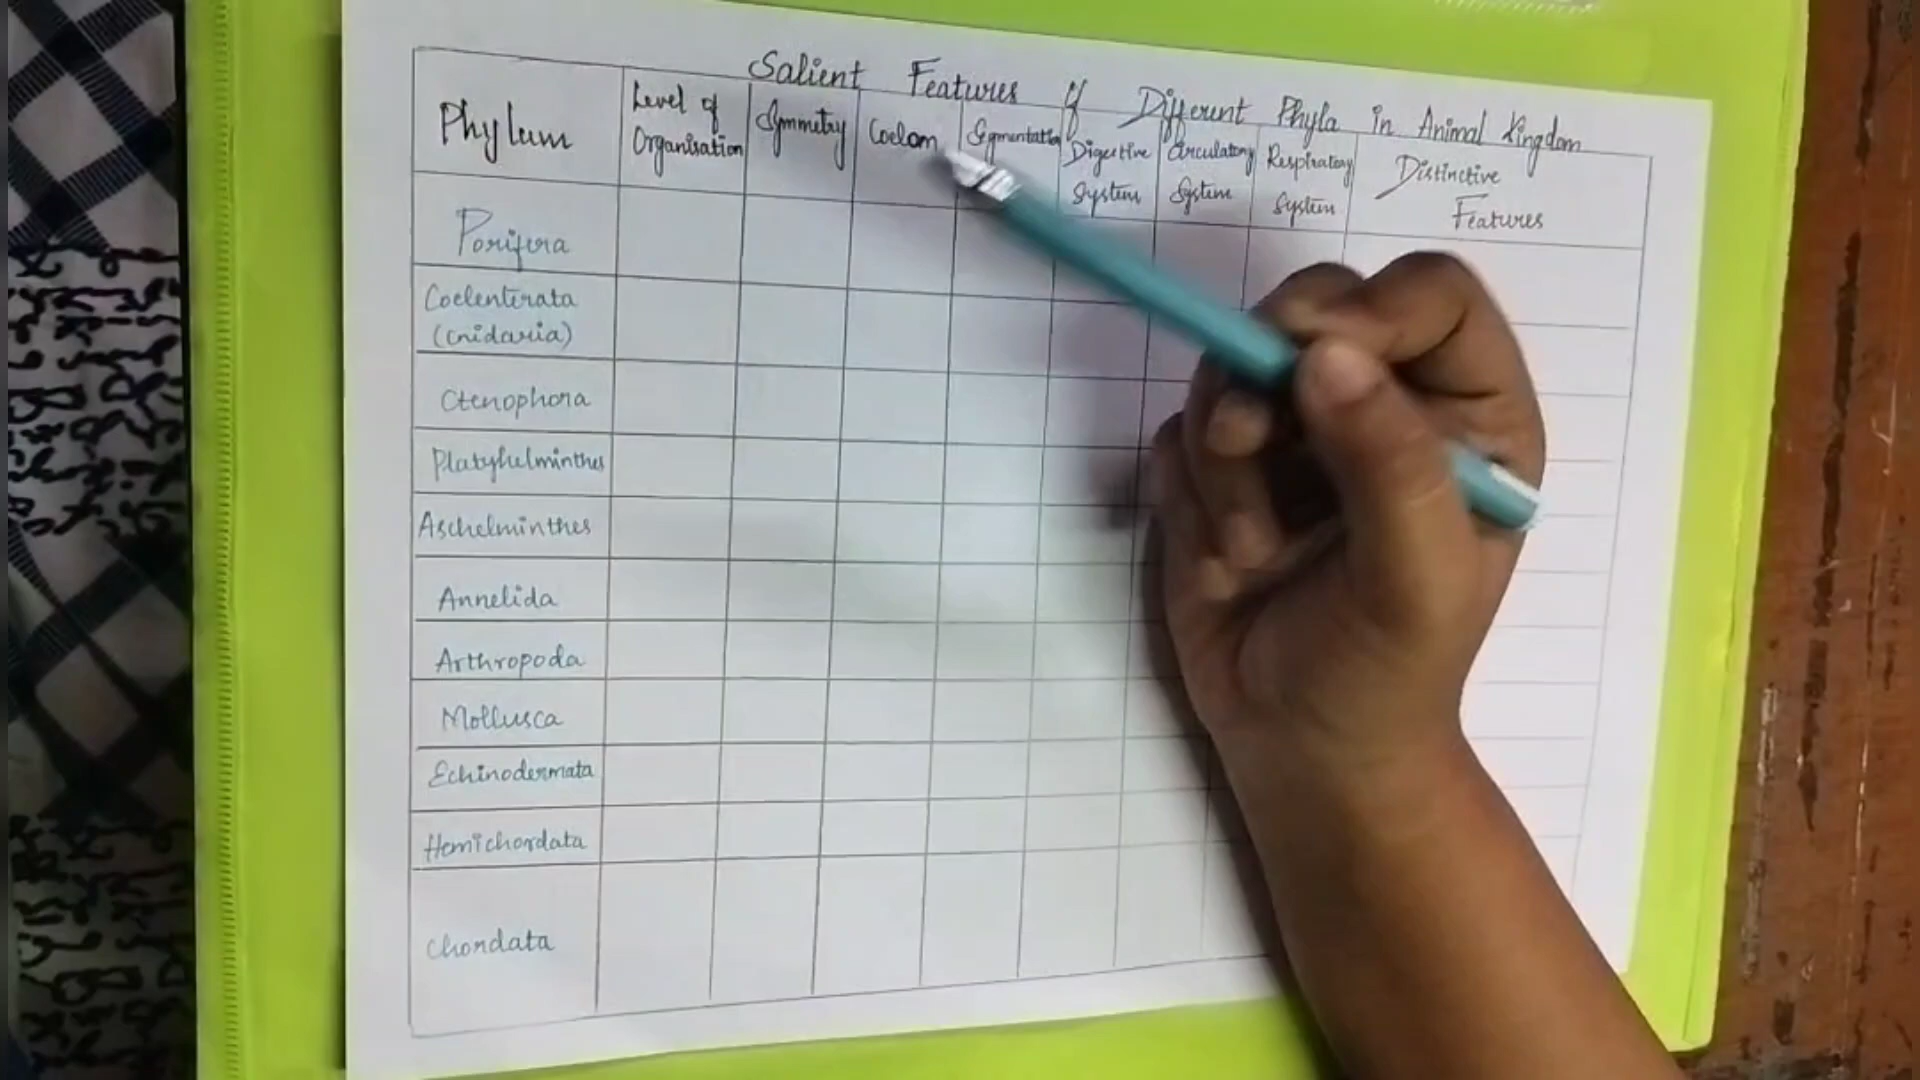 Salient Features of Different Phyla in Animal Kingdom
Phylum
Level of
Organisation
Symmetry
Coelom
Segmentation
Digestive
System
Circulatory
System
Respiratory
System
Distinctive
Features
Porifera
Coelenterata
(Cnidaria)
Ctenophora
Platyhelminthes
Aschelminthes
Annelida
Arthropoda
Mollusca
Echinodermata
Hemichordata
Chordata